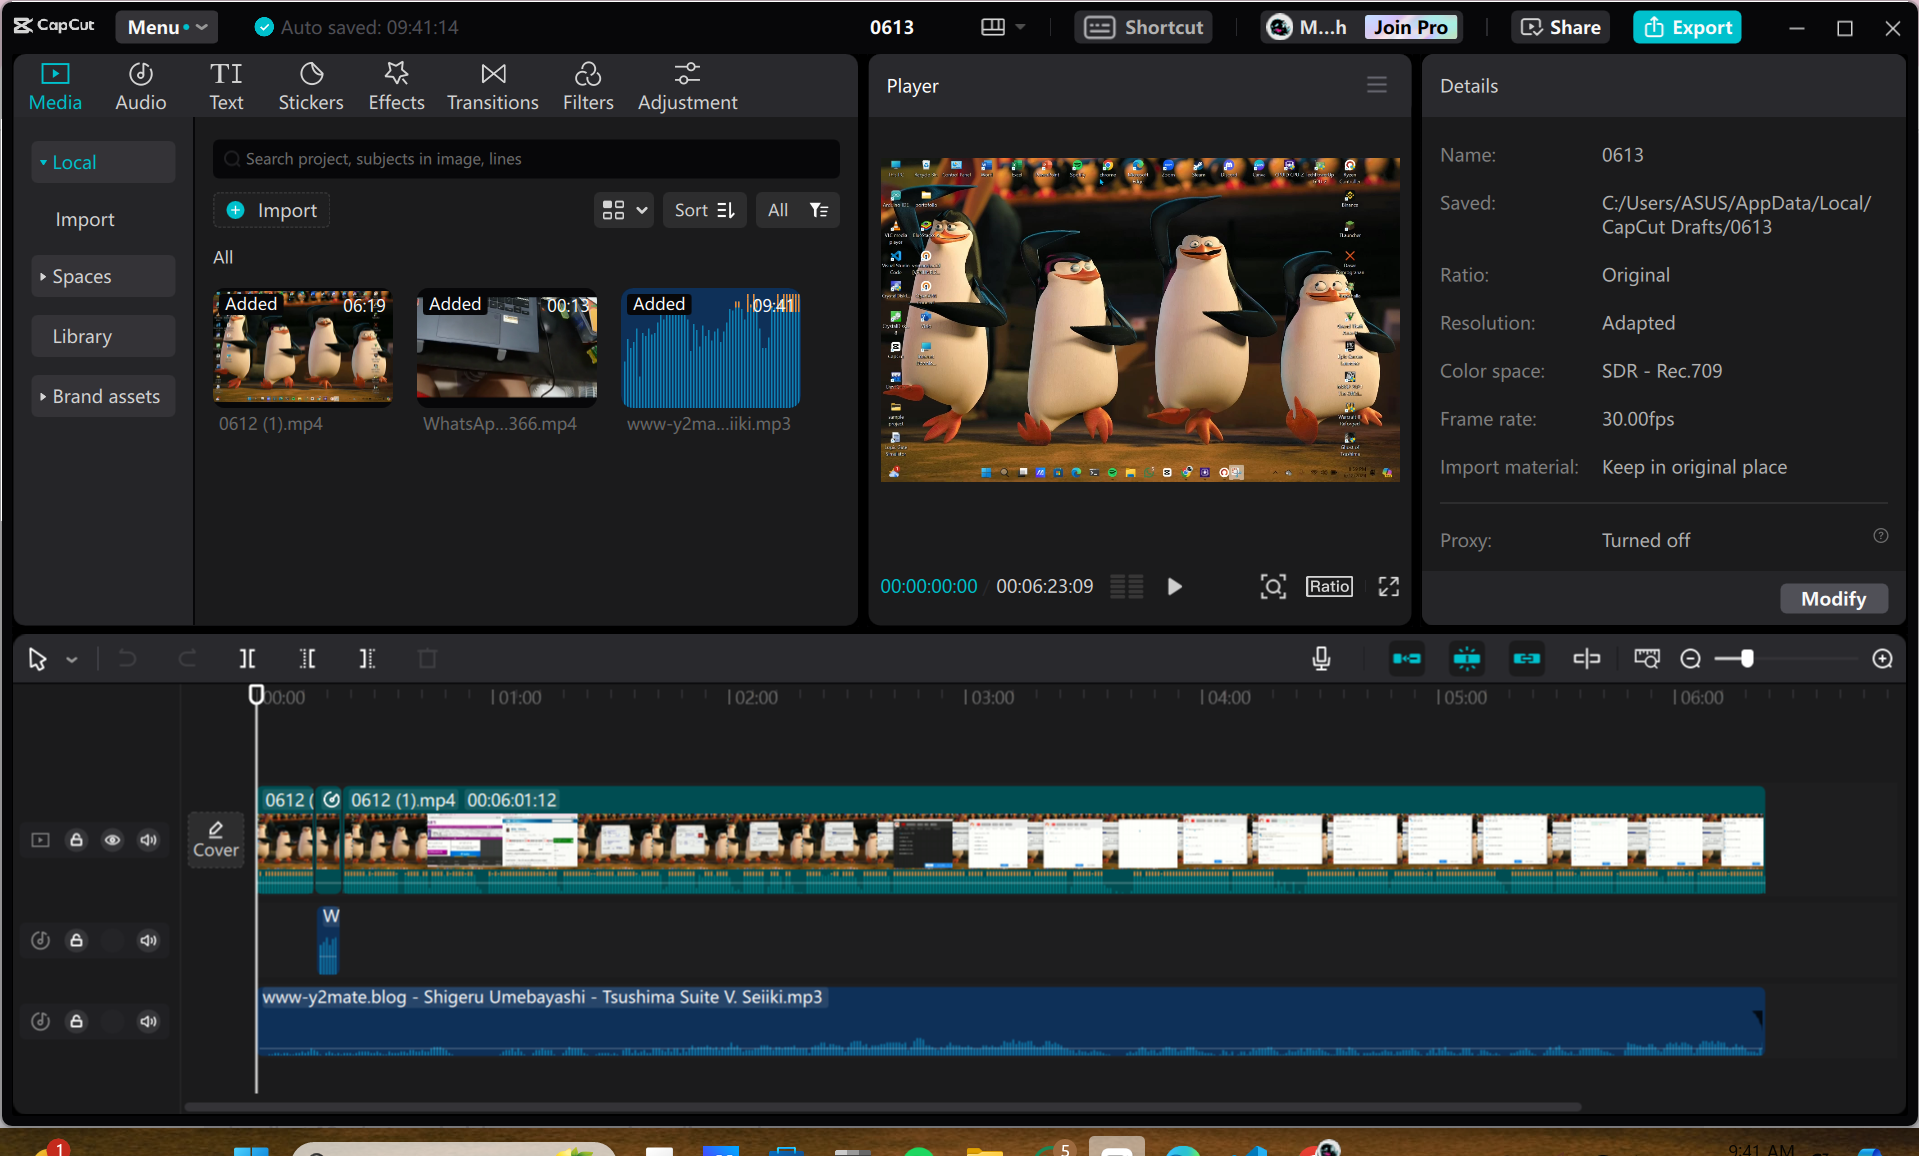 CapCut
Menu
Auto saved: 09:41:14
0613
Shortcut
M...h
Join Pro
Share
Export
Media
Audio
TI
Text
Stickers
Effects
Transitions
Filters
Adjustment
Local
Import
Spaces
Library
Brand assets
Search project, subjects in image, lines
Import
Sort
All
All
Added
06:19
0612 (1).mp4
Added
00:13
WhatsAp...366.mp4
Added
09:41
www-y2ma...iiki.mp3
Player
00:00:00:00 / 00:06:23:09
Ratio
Details
Name: 0613
Saved: C:/Users/ASUS/AppData/Local/
CapCut Drafts/0613
Ratio: Original
Resolution: Adapted
Color space: SDR - Rec.709
Frame rate: 30.00fps
Import material: Keep in original place
Proxy: Turned off
Modify
00:00
01:00
02:00
03:00
04:00
05:00
06:00
Cover
0612 (
0612 (1).mp4 00:06:01:12
W
www-y2mate.blog - Shigeru Umebayashi - Tsushima Suite V. Seiiki.mp3
1
5
9:41 AM